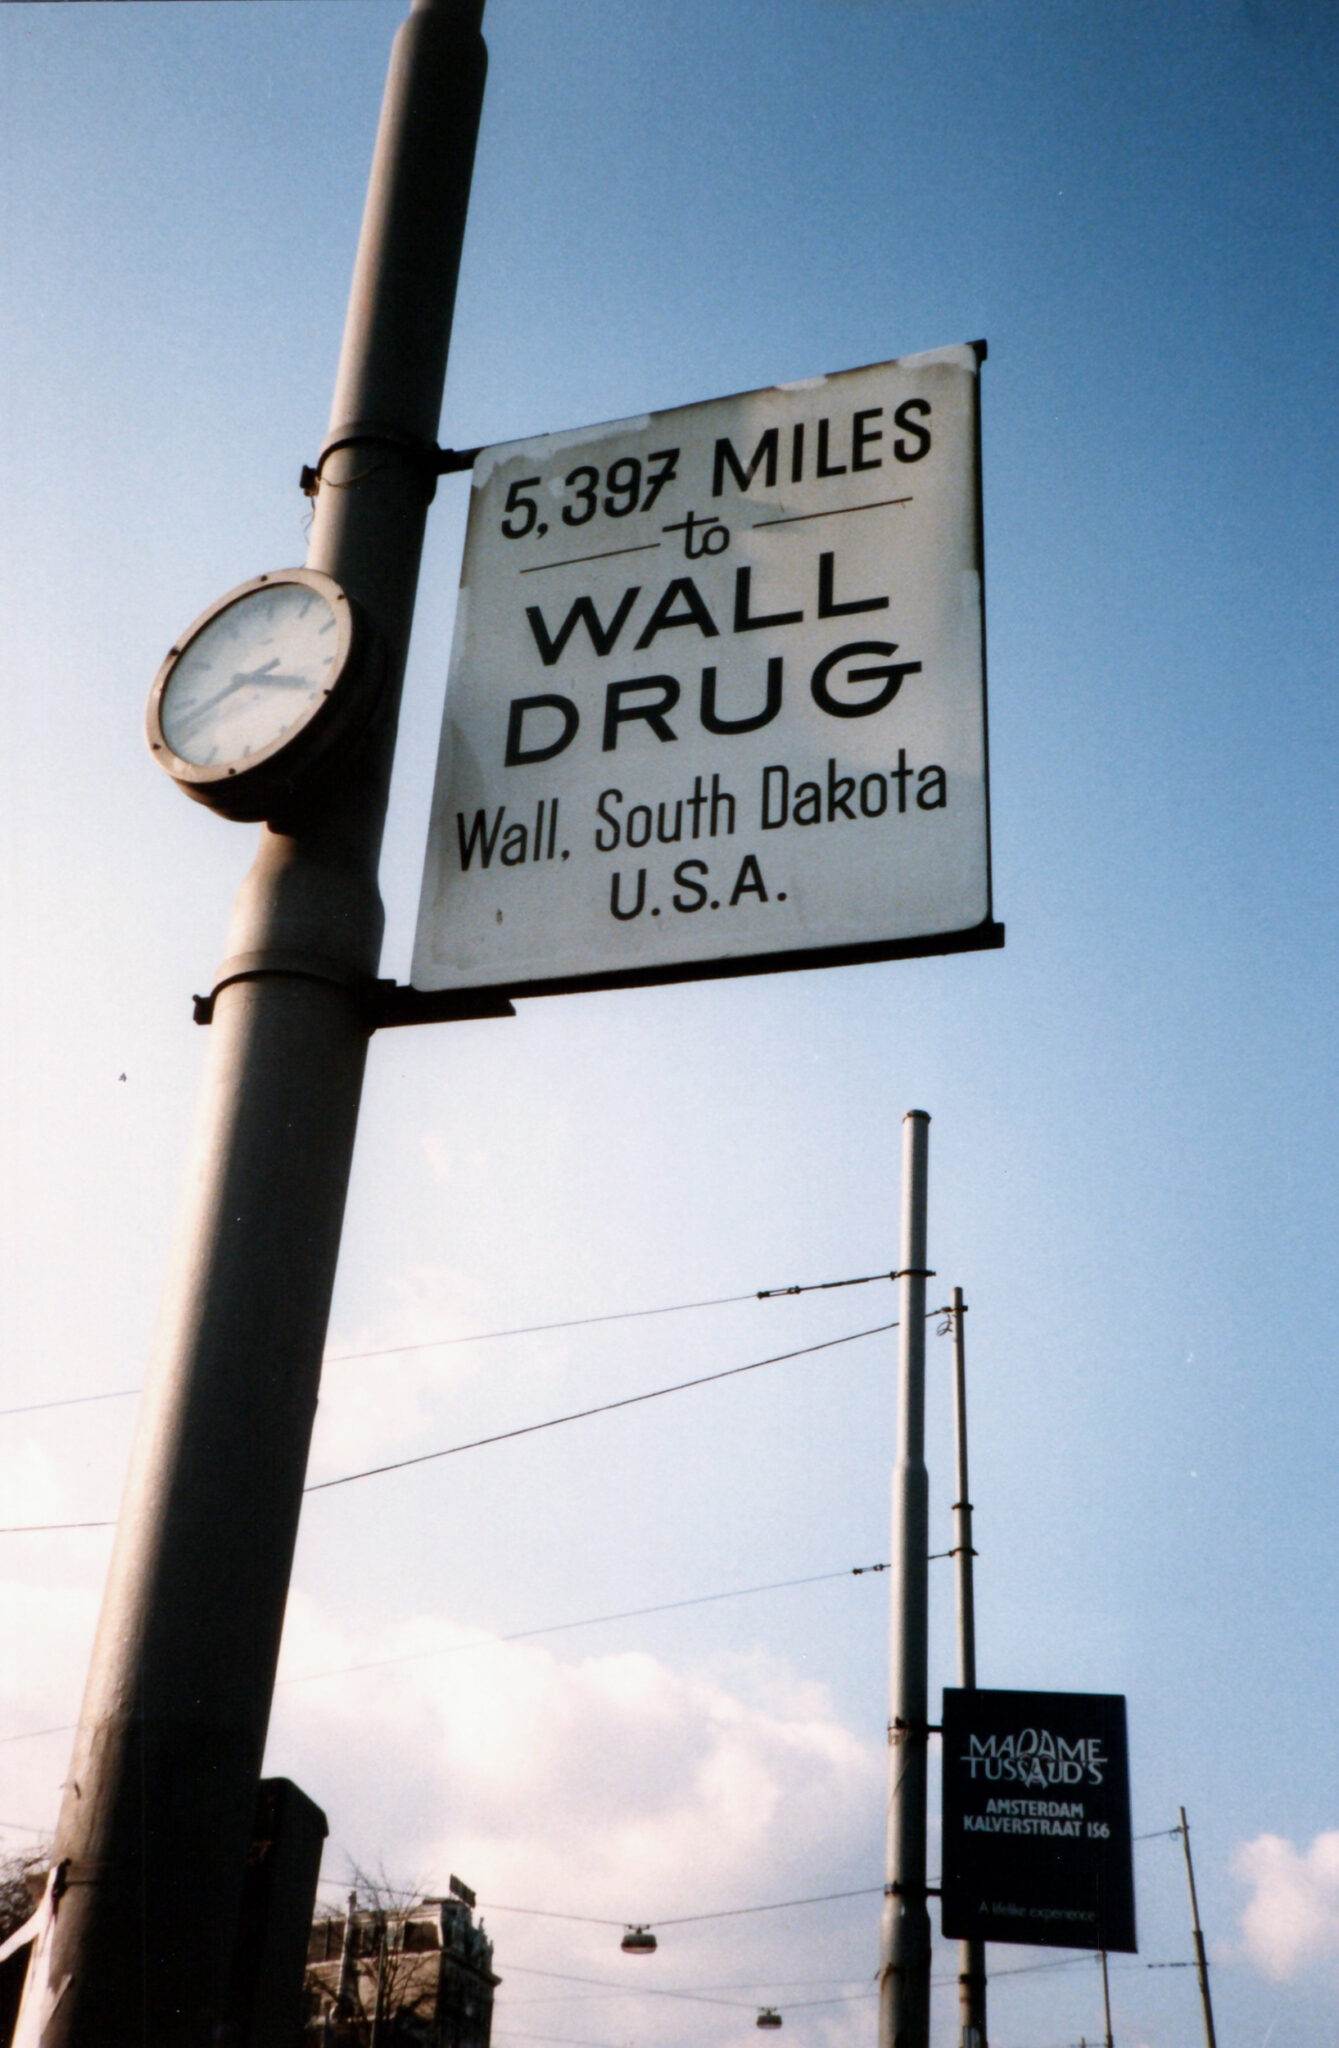 5,397 MILES
to
WALL
DRUG
Wall, South Dakota
U.S.A.
MADAME
TUSSAUD'S
AMSTERDAM
KALVERSTRAAT 156
A lifelike experience